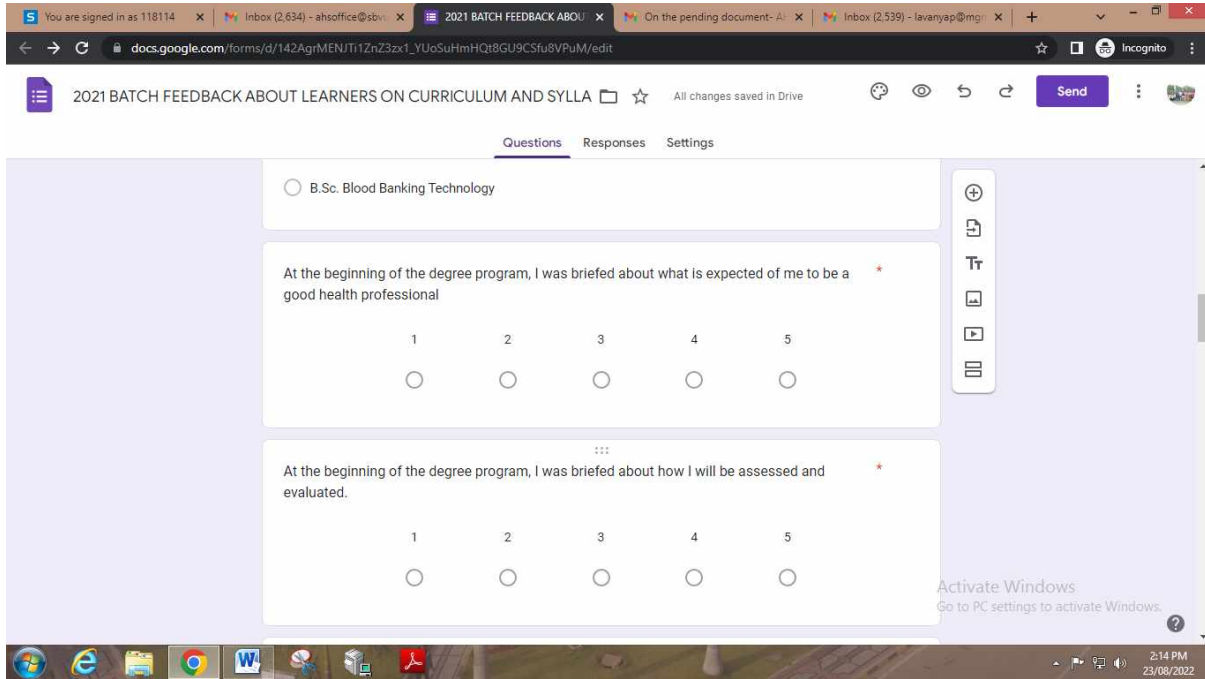 You are signed in as 118114
Inbox (2,634) - ahsoffice@sbv
2021 BATCH FEEDBACK ABOU
On the pending document- A
Inbox (2,539) - lavanyap@mgm
docs.google.com/forms/d/142AgrMENJTi1ZnZ3zx1_YUoSuHmHQt8GU9CSfu8VPuM/edit
Incognito
2021 BATCH FEEDBACK ABOUT LEARNERS ON CURRICULUM AND SYLLA
All changes saved in Drive
Send
Questions Responses Settings
B.Sc. Blood Banking Technology
At the beginning of the degree program, I was briefed about what is expected of me to be a *
good health professional
1 2 3 4 5
At the beginning of the degree program, I was briefed about how I will be assessed and *
evaluated.
1 2 3 4 5
Activate Windows
Go to PC settings to activate Windows.
2:14 PM
23/08/2022